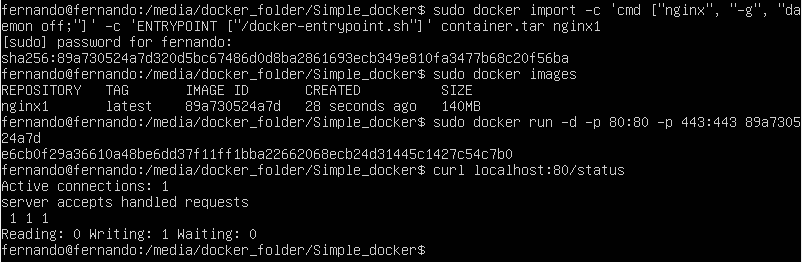 fernando@fernando:/media/docker_folder/Simple_docker$ sudo docker import -c 'cmd ["nginx", "-g", "da
emon off;"]' -c 'ENTRYPOINT ["/docker-entrypoint.sh"]' container.tar nginx1
[sudo] password for fernando:
sha256:89a730524a7d320d5bc67486d0d8ba2861693ecb349e810fa3477b68c20f56ba
fernando@fernando:/media/docker_folder/Simple_docker$ sudo docker images
REPOSITORY   TAG       IMAGE ID       CREATED          SIZE
nginx1       latest    89a730524a7d   28 seconds ago   140MB
fernando@fernando:/media/docker_folder/Simple_docker$ sudo docker run -d -p 80:80 -p 443:443 89a7305
24a7d
e6cb0f29a36610a48be6dd37f11ff1bba22662068ecb24d31445c1427c54c7b0
fernando@fernando:/media/docker_folder/Simple_docker$ curl localhost:80/status
Active connections: 1
server accepts handled requests
 1 1 1
Reading: 0 Writing: 1 Waiting: 0
fernando@fernando:/media/docker_folder/Simple_docker$